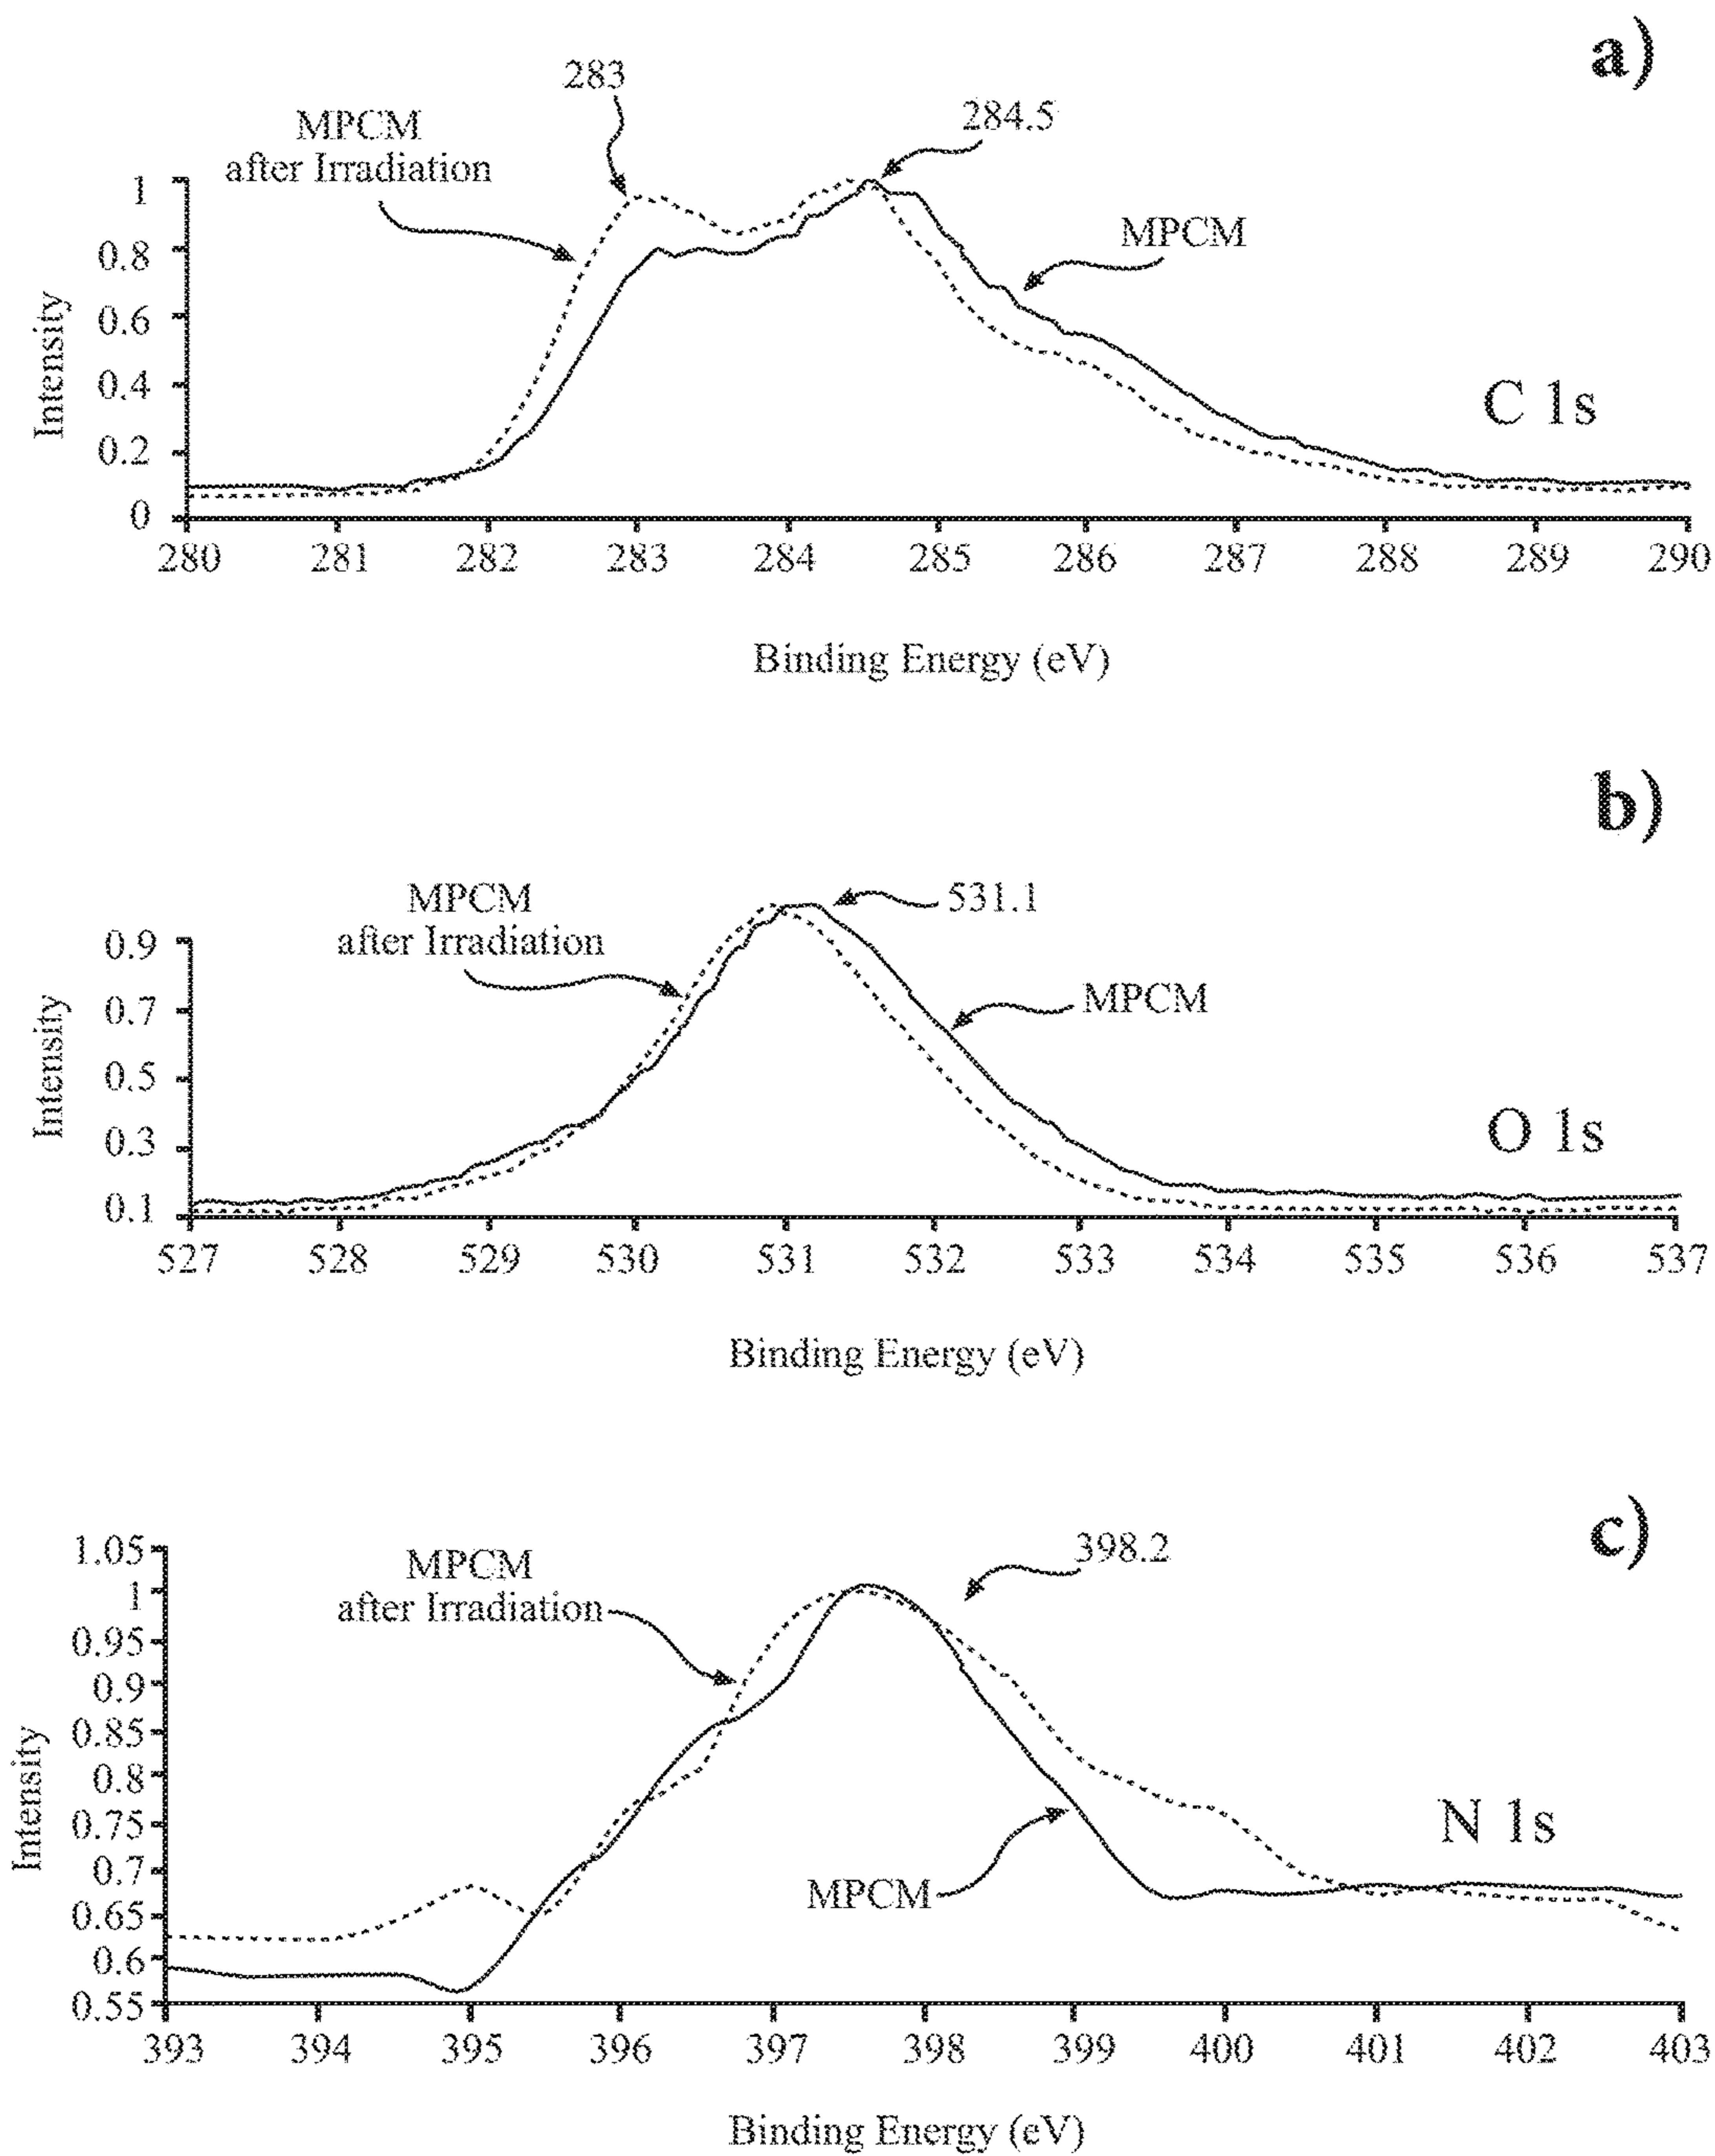 a)
283
284.5
MPCM
after Irradiation
MPCM
1
0.8
0.6
0.4
0.2
0
Intensity
C 1s
280 281 282 283 284 285 286 287 288 289 290
Binding Energy (eV)
b)
MPCM
after Irradiation
531.1
MPCM
0.9
0.7
0.5
0.3
0.1
Intensity
O 1s
527 528 529 530 531 532 533 534 535 536 537
Binding Energy (eV)
c)
398.2
MPCM
after Irradiation
1.05
1
0.95
0.9
0.85
0.8
0.75
0.7
0.65
0.6
0.55
Intensity
N 1s
MPCM
393 394 395 396 397 398 399 400 401 402 403
Binding Energy (eV)